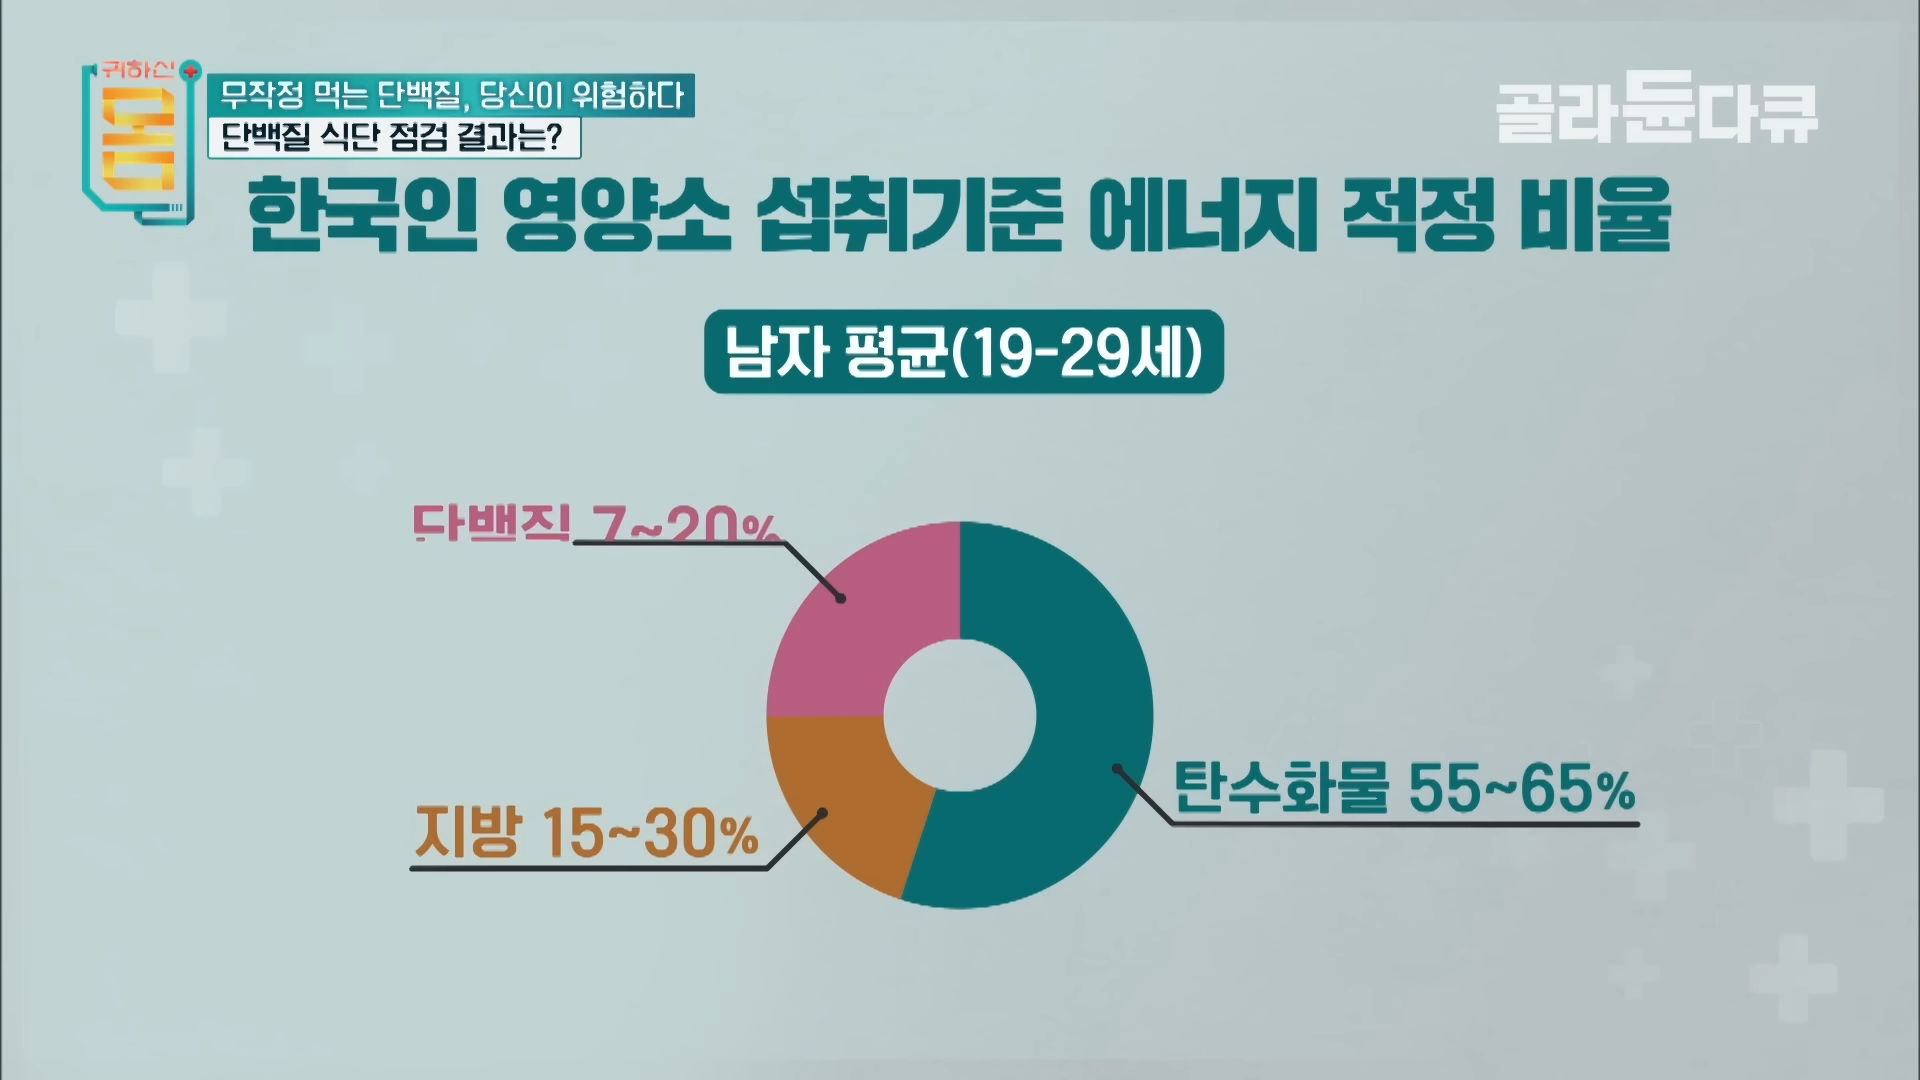 귀하신
몸
무작정 먹는 단백질, 당신이 위험하다
단백질 식단 점검 결과는?
골라둔다큐
한국인 영양소 섭취기준 에너지 적정 비율
남자 평균(19-29세)
단백질 7~20%
지방 15~30%
탄수화물 55~65%